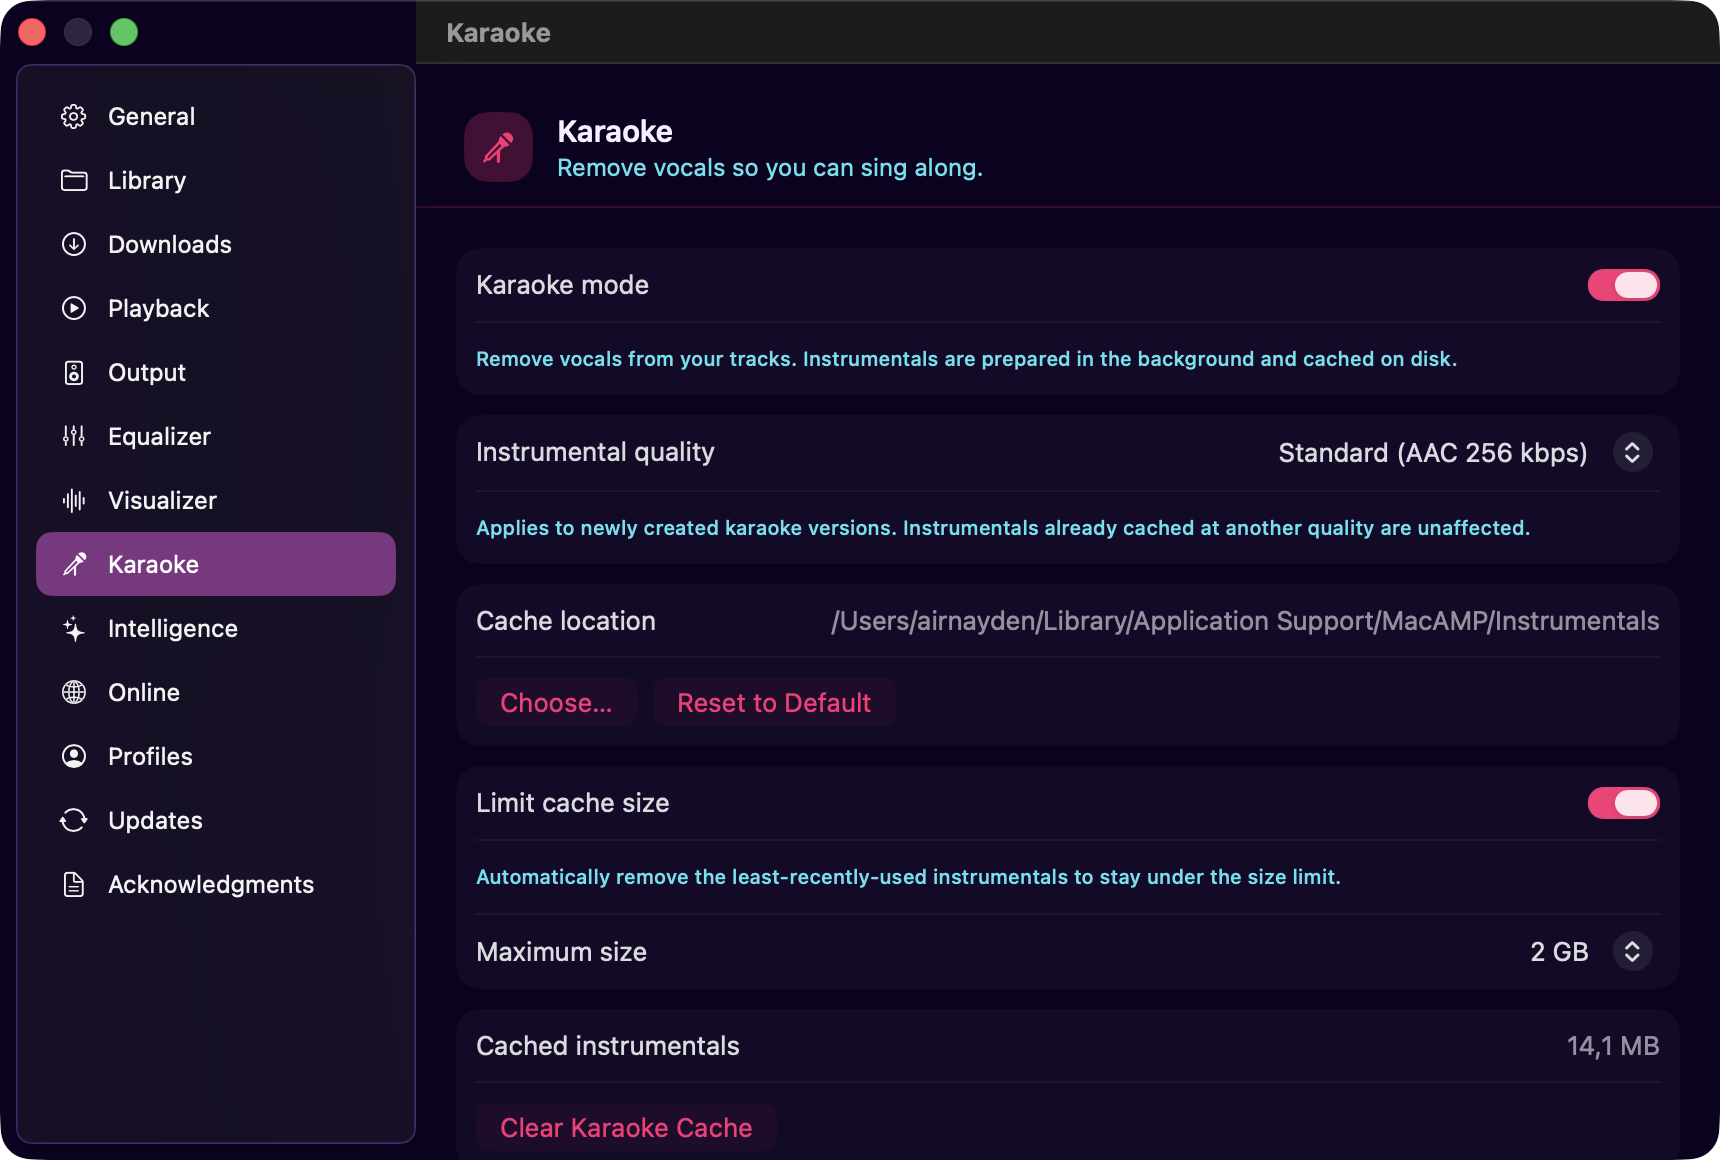 Karaoke
General
Library
Downloads
Playback
Output
Equalizer
Visualizer
Karaoke
Intelligence
Online
Profiles
Updates
Acknowledgments
Karaoke
Remove vocals so you can sing along.
Karaoke mode
Remove vocals from your tracks. Instrumentals are prepared in the background and cached on disk.
Instrumental quality Standard (AAC 256 kbps)
Applies to newly created karaoke versions. Instrumentals already cached at another quality are unaffected.
Cache location /Users/airnayden/Library/Application Support/MacAMP/Instrumentals
Choose... Reset to Default
Limit cache size
Automatically remove the least-recently-used instrumentals to stay under the size limit.
Maximum size 2 GB
Cached instrumentals 14,1 MB
Clear Karaoke Cache